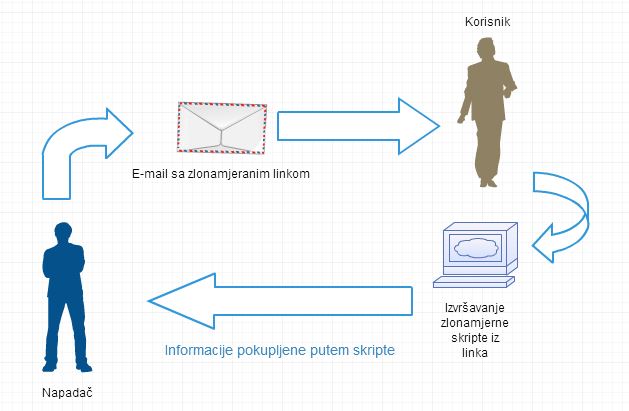 Korisnik
E-mail sa zlonamjeranim linkom
Izvršavanje
zlonamjerne
skripte iz
linka
Informacije pokupljene putem skripte
Napadač